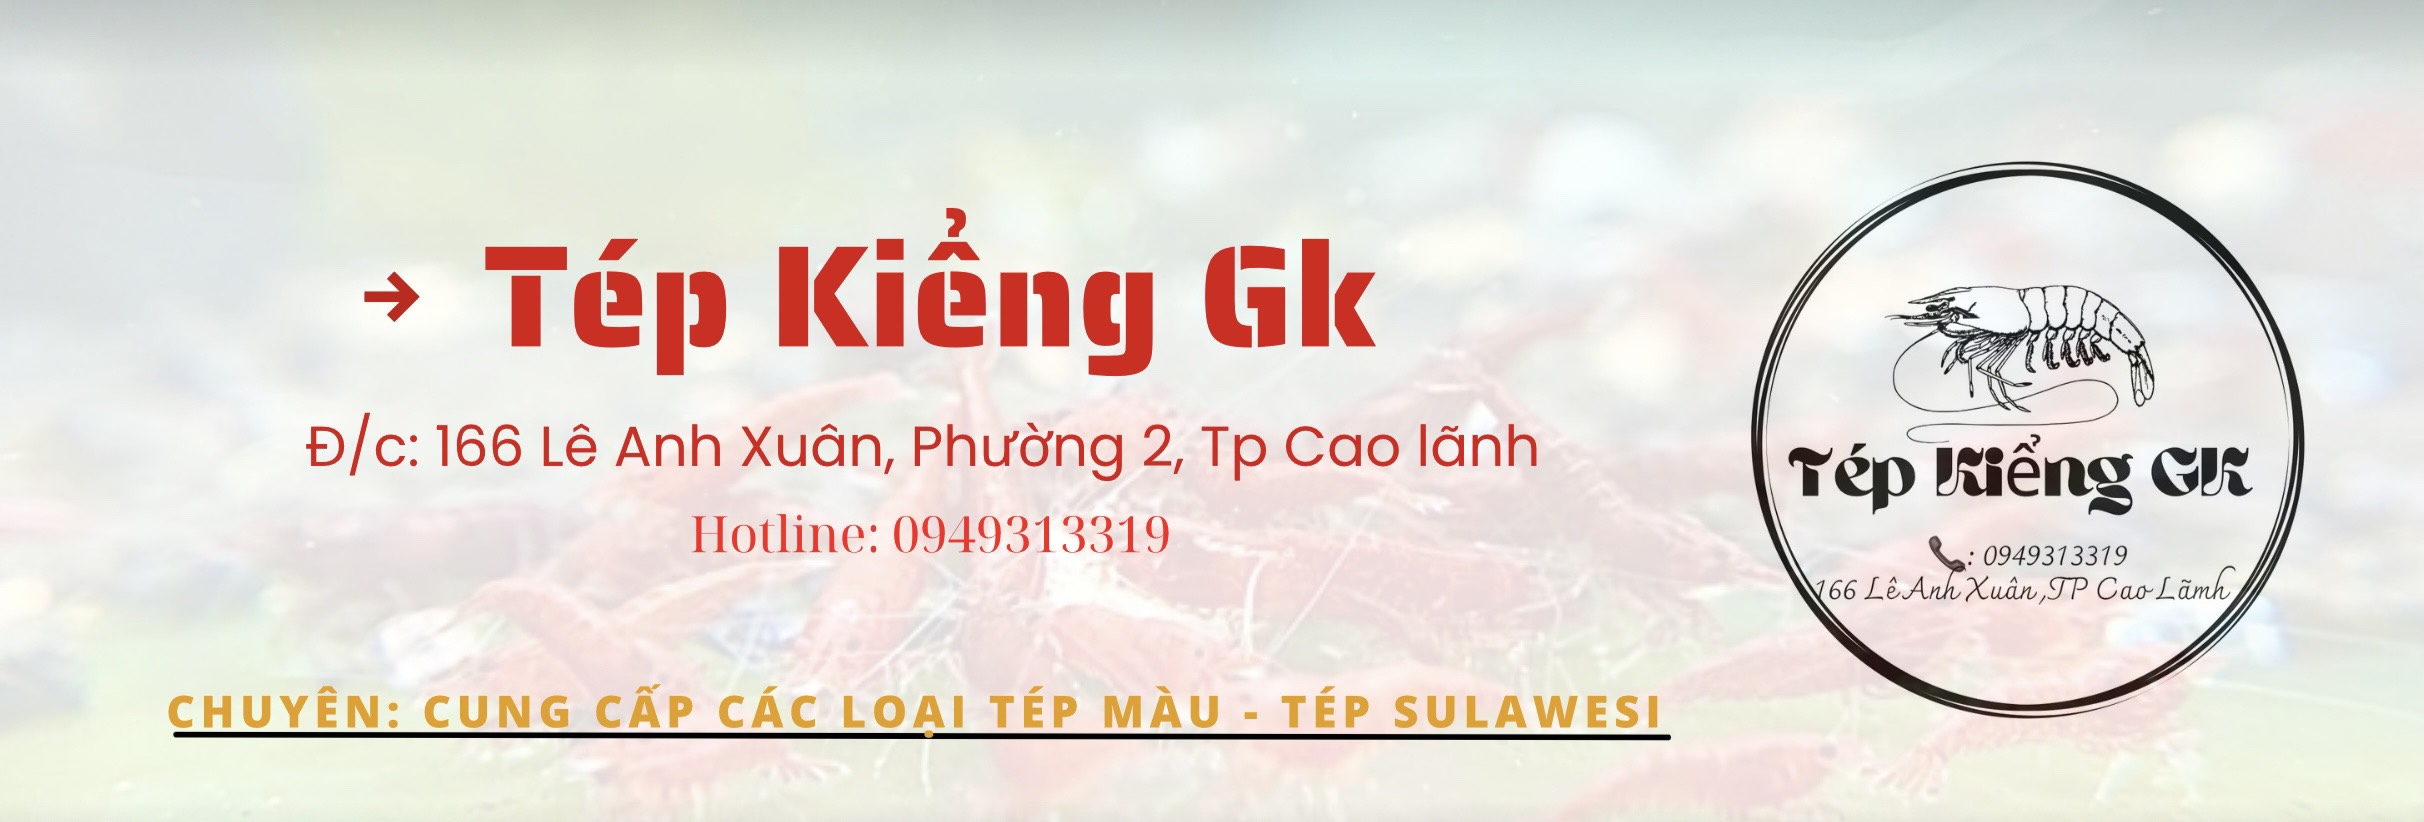 → Tép Kiểng Gk
Đ/c: 166 Lê Anh Xuân, Phường 2, Tp Cao lãnh
Hotline: 0949313319
CHUYÊN: CUNG CẤP CÁC LOẠI TÉP MÀU - TÉP SULAWESI
Tép Kiểng GK
📞: 0949313319
166 Lê Anh Xuân ,TP Cao Lãmh